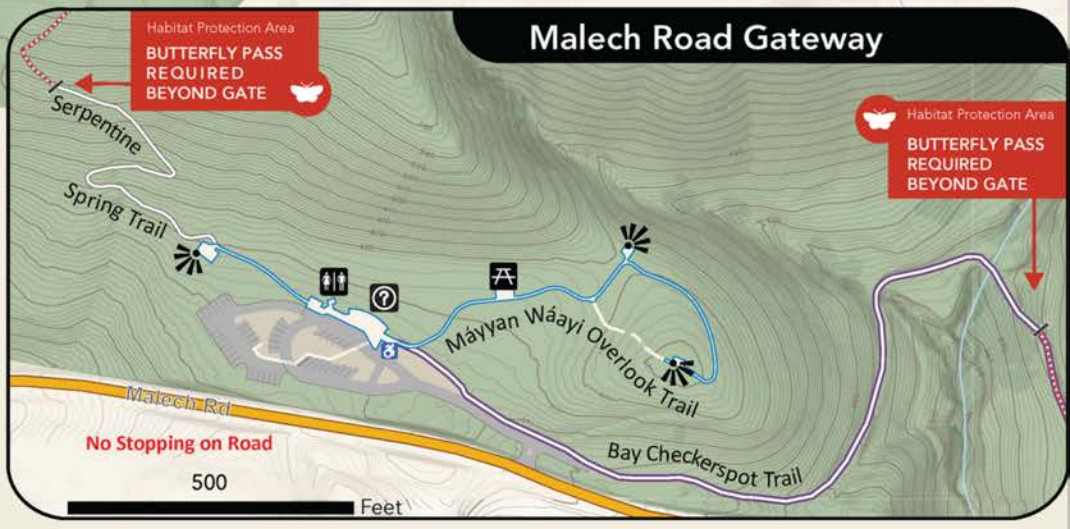 Malech Road Gateway
Habitat Protection Area
BUTTERFLY PASS
REQUIRED
BEYOND GATE
Habitat Protection Area
BUTTERFLY PASS
REQUIRED
BEYOND GATE
Serpentine
Spring Trail
?
Máyyan Wáayi Overlook Trail
Malech Rd
No Stopping on Road
Bay Checkerspot Trail
500
Feet